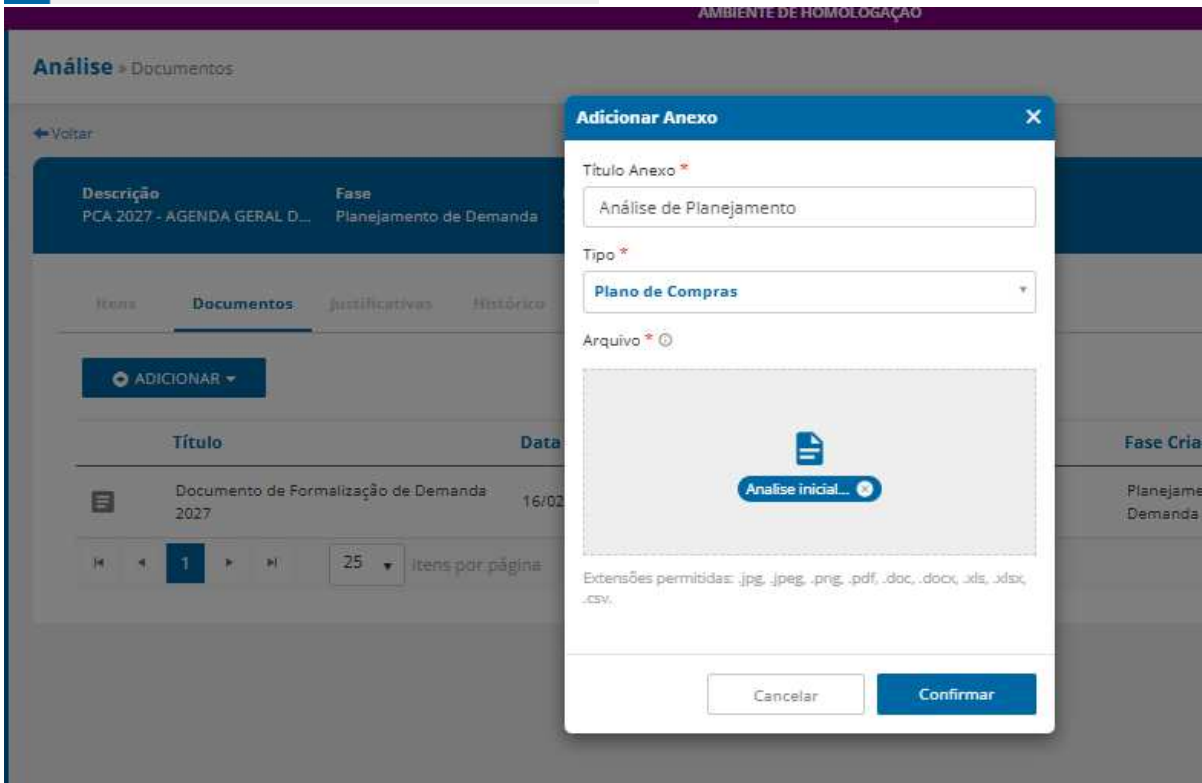 AMBIENTE DE HOMOLOGAÇÃO
Análise » Documentos
Voltar
Adicionar Anexo
Título Anexo *
Análise de Planejamento
Tipo *
Plano de Compras
Arquivo *
Analise inicial...
Extensões permitidas: .jpg, .jpeg, .png, .pdf, .doc, .docx, .xls, .xlsx,
.csv.
Cancelar Confirmar
Descrição Fase
PCA 2027 - AGENDA GERAL D... Planejamento de Demanda
Itens Documentos Justificativas Histórico
ADICIONAR
Título Data Fase Cria
Documento de Formalização de Demanda
2027 16/02
Planejame
Demanda
1 25 itens por página